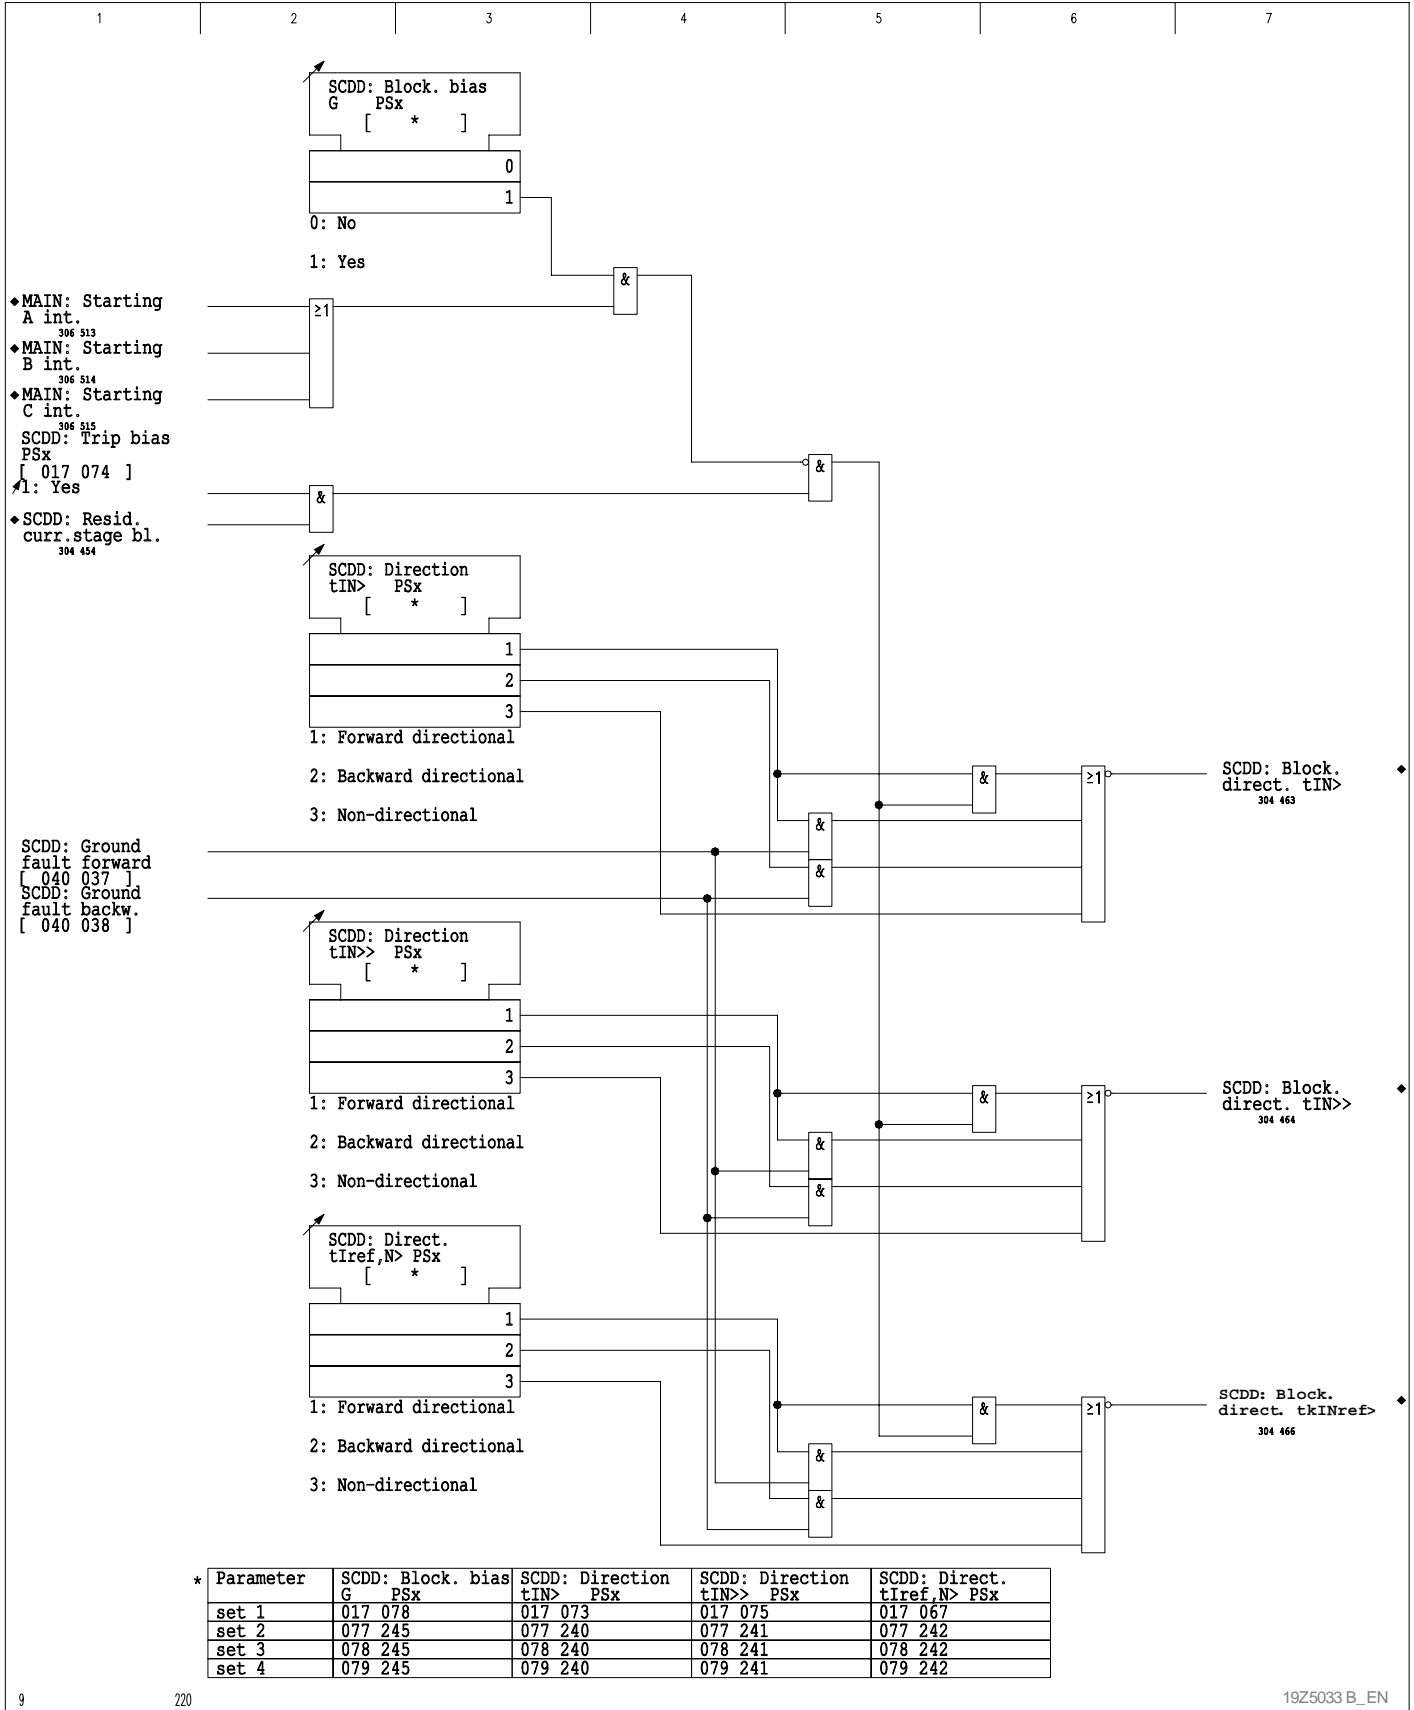 1 2 3 4 5 6 7
SCDD: Block. bias
G PSx
[ * ]
0
1
0: No
1: Yes
&
◆MAIN: Starting
A int.
306 513
≥1
◆MAIN: Starting
B int.
306 514
◆MAIN: Starting
C int.
306 515
SCDD: Trip bias
PSx
[ 017 074 ]
1: Yes
&
&
◆SCDD: Resid.
curr.stage bl.
304 454
SCDD: Direction
tIN> PSx
[ * ]
1
2
3
1: Forward directional
2: Backward directional
3: Non-directional
& ≥1
SCDD: Block. ◆
direct. tIN>
304 463
&
&
SCDD: Ground
fault forward
[ 040 037 ]
SCDD: Ground
fault backw.
[ 040 038 ]
SCDD: Direction
tIN>> PSx
[ * ]
1
2
3
1: Forward directional
2: Backward directional
3: Non-directional
& ≥1
SCDD: Block. ◆
direct. tIN>>
304 464
&
&
SCDD: Direct.
tIref,N> PSx
[ * ]
1
2
3
1: Forward directional
2: Backward directional
3: Non-directional
& ≥1
SCDD: Block. ◆
direct. tkINref>
304 466
&
&
* Parameter SCDD: Block. bias SCDD: Direction SCDD: Direction SCDD: Direct.
G PSx tIN> PSx tIN>> PSx tIref,N> PSx
set 1 017 078 017 073 017 075 017 067
set 2 077 245 077 240 077 241 077 242
set 3 078 245 078 240 078 241 078 242
set 4 079 245 079 240 079 241 079 242
9 220 19Z5033 B_EN